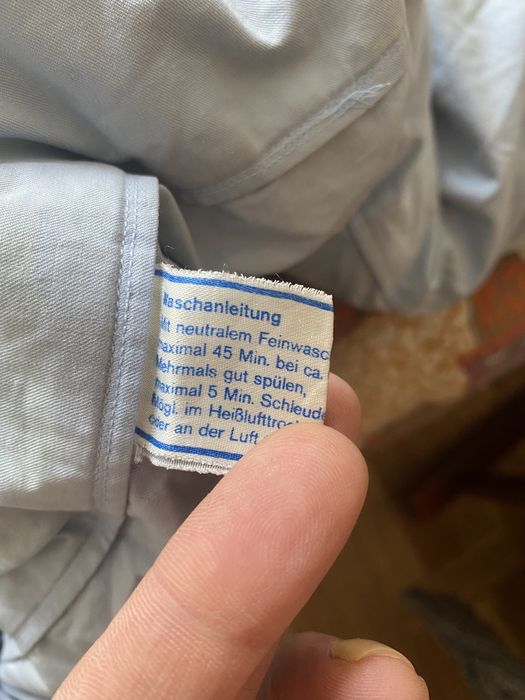 Waschanleitung
Mit neutralem Feinwasc
maximal 45 Min. bei ca.
Mehrmals gut spülen,
maximal 5 Min. Schleude
Mögl. im Heißlufttro
oder an der Luft